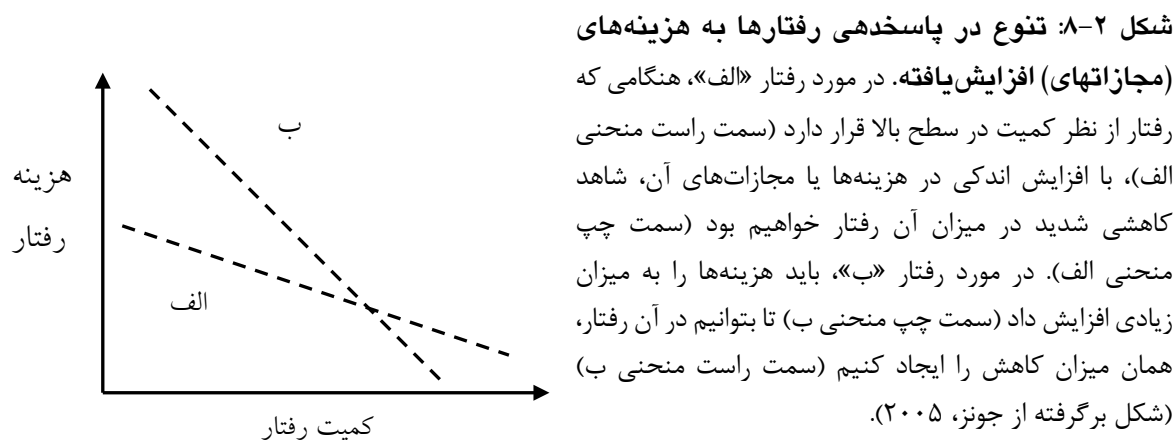 شکل ۲-۸: تنوع در پاسخدهی رفتارها به هزینه‌های
(مجازاتهای) افزایش‌یافته. در مورد رفتار «الف»، هنگامی که
رفتار از نظر کمیت در سطح بالا قرار دارد (سمت راست منحنی
الف)، با افزایش اندکی در هزینه‌ها یا مجازات‌های آن، شاهد
کاهشی شدید در میزان آن رفتار خواهیم بود (سمت چپ
منحنی الف). در مورد رفتار «ب»، باید هزینه‌ها را به میزان
زیادی افزایش داد (سمت چپ منحنی ب) تا بتوانیم در آن رفتار،
همان میزان کاهش را ایجاد کنیم (سمت راست منحنی ب)
(شکل برگرفته از جونز، ۲۰۰۵).
ب
هزینه
رفتار
الف
کمیت رفتار